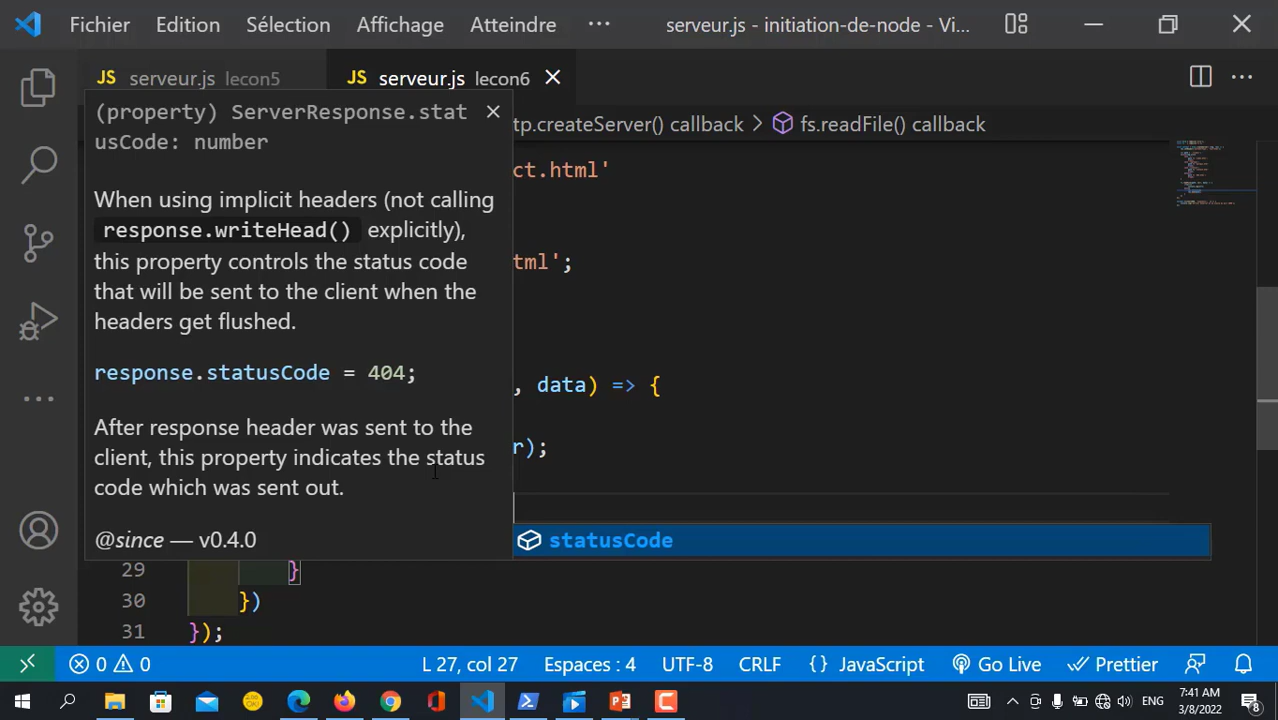 Fichier Edition Sélection Affichage Atteindre ··· serveur.js - initiation-de-node - Vi...
JS serveur.js lecon5 JS serveur.js lecon6
(property) ServerResponse.stat
usCode: number
tp.createServer() callback > fs.readFile() callback
ct.html'
When using implicit headers (not calling
response.writeHead() explicitly),
this property controls the status code
tml';
that will be sent to the client when the
headers get flushed.
response.statusCode = 404;
, data) => {
After response header was sent to the
r);
client, this property indicates the status
code which was sent out.
@since — v0.4.0
statusCode
29 }
30 })
31 });
0 0 L 27, col 27 Espaces : 4 UTF-8 CRLF {} JavaScript Go Live Prettier
ENG
7:41 AM
3/8/2022
8